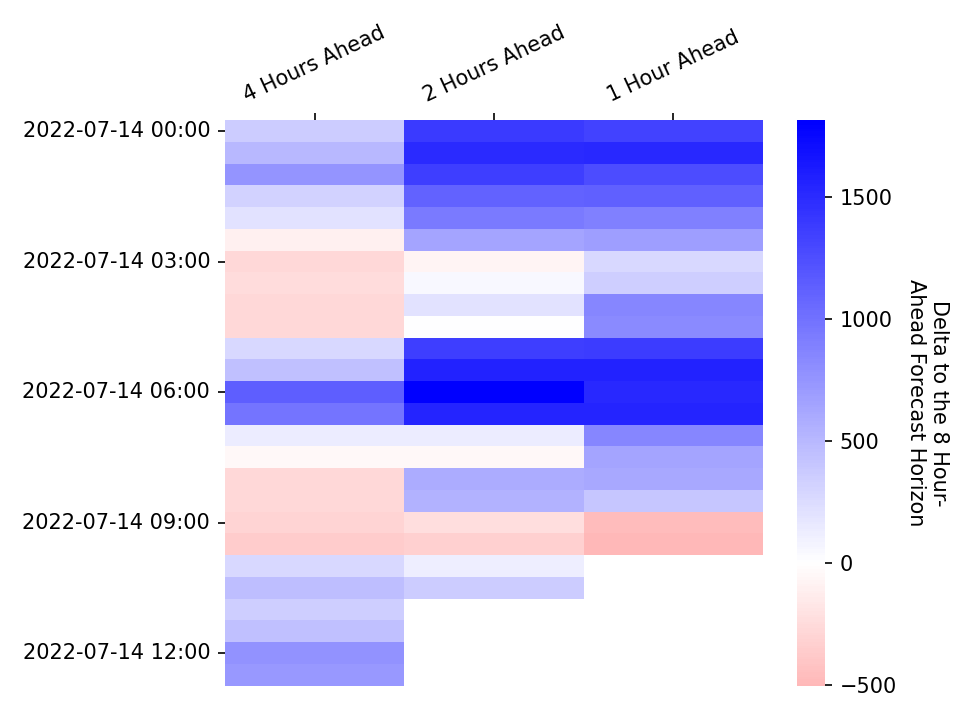 4 Hours Ahead
2 Hours Ahead
1 Hour Ahead
2022-07-14 00:00
2022-07-14 03:00
2022-07-14 06:00
2022-07-14 09:00
2022-07-14 12:00
1500
1000
500
0
−500
Delta to the 8 Hour-
Ahead Forecast Horizon